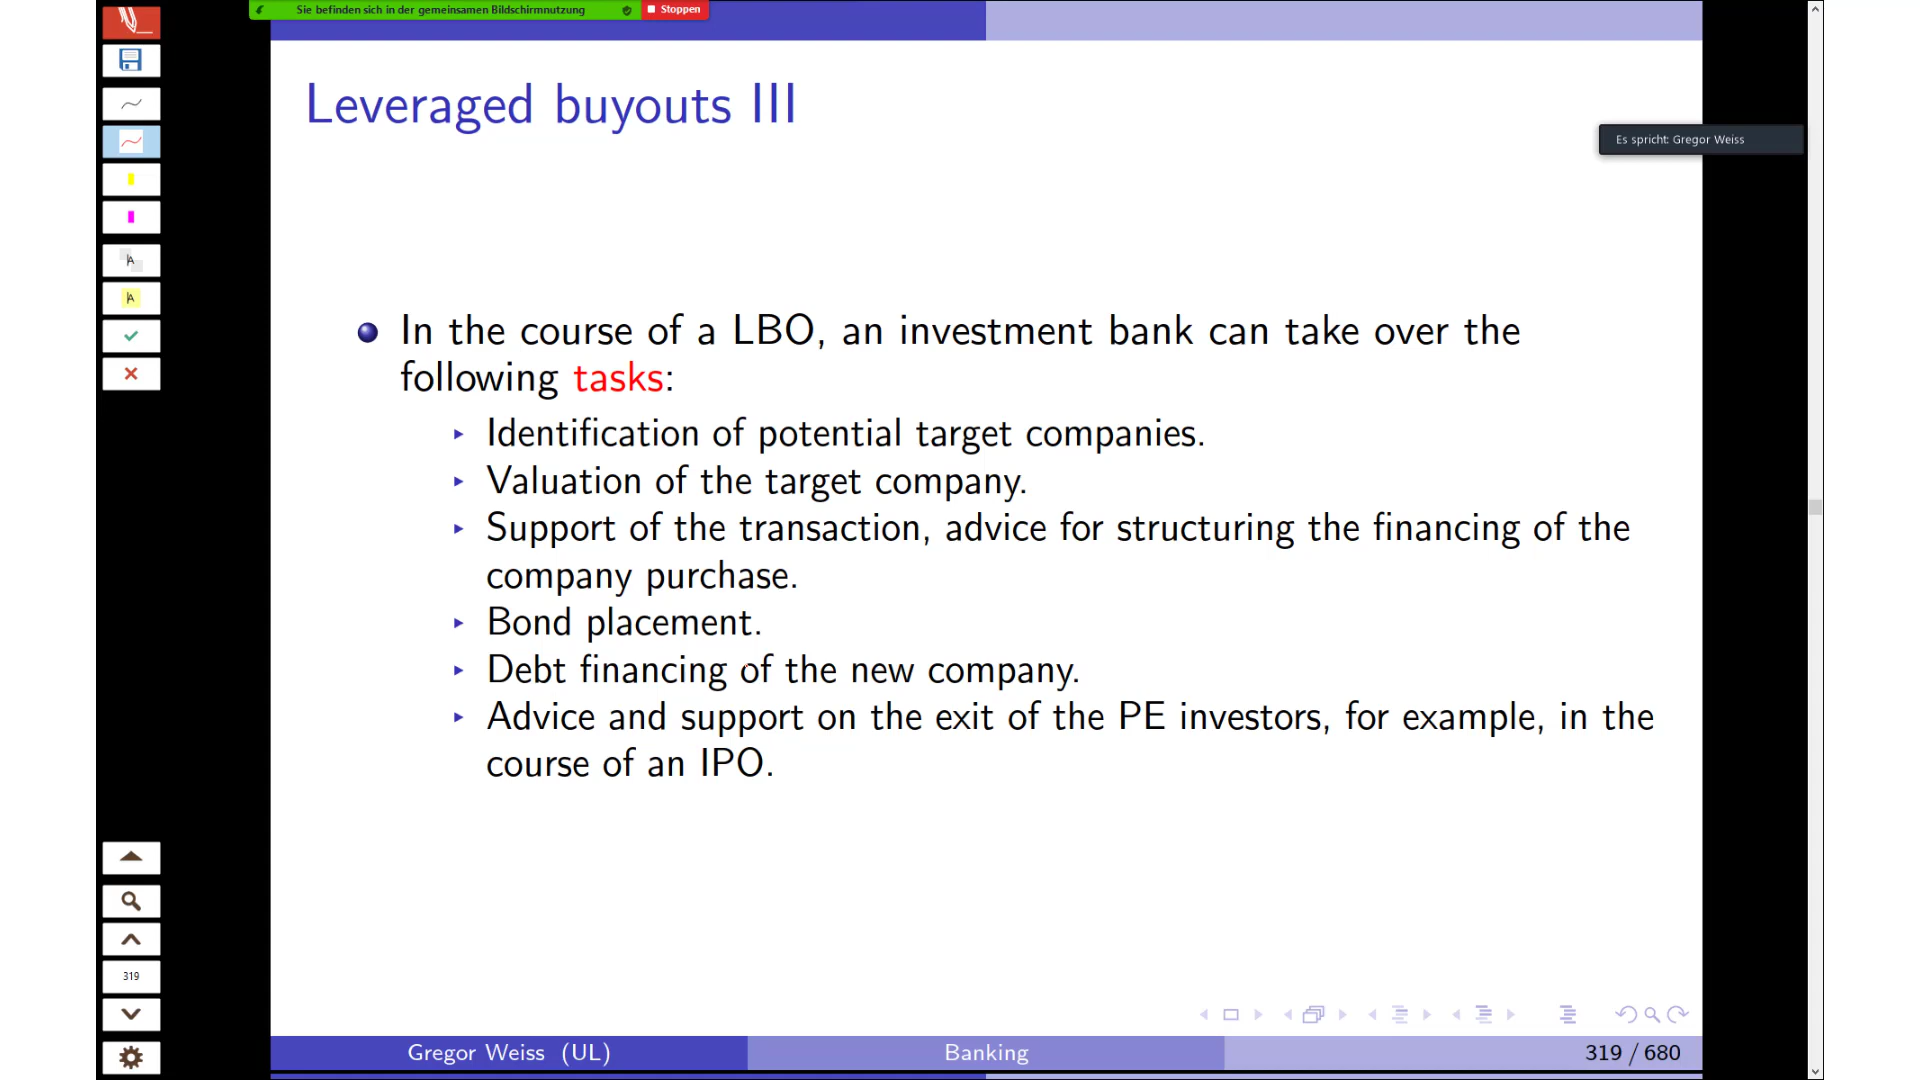 Sie befinden sich in der gemeinsamen Bildschirmnutzung
Stoppen
Leveraged buyouts III
Es spricht: Gregor Weiss
In the course of a LBO, an investment bank can take over the
following tasks:
Identification of potential target companies.
Valuation of the target company.
Support of the transaction, advice for structuring the financing of the
company purchase.
Bond placement.
Debt financing of the new company.
Advice and support on the exit of the PE investors, for example, in the
course of an IPO.
A
A
319
Gregor Weiss (UL)
Banking
319 / 680